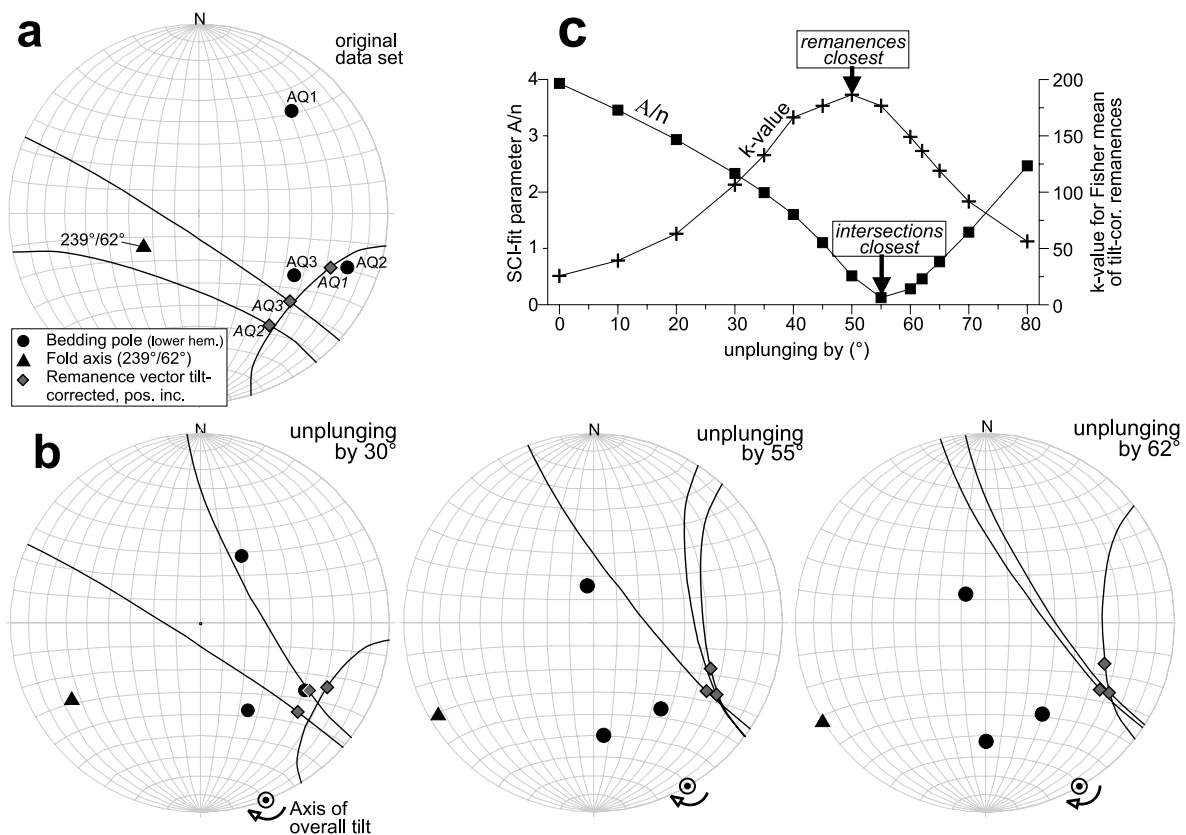 a
N
original
data set
AQ1
239°/62°
AQ3
AQ2
AQ1
AQ3
AQ2
Bedding pole (lower hem.)
Fold axis (239°/62°)
Remanence vector tilt-
corrected, pos. inc.
c
remanences
closest
A/n
k-value
intersections
closest
SCI-fit parameter A/n
4
3
2
1
0
200
150
100
50
0
k-value for Fisher mean
of tilt-cor. remanences
0 10 20 30 40 50 60 70 80
unplunging by (°)
b
N
unplunging
by 30°
Axis of
overall tilt
N
unplunging
by 55°
N
unplunging
by 62°